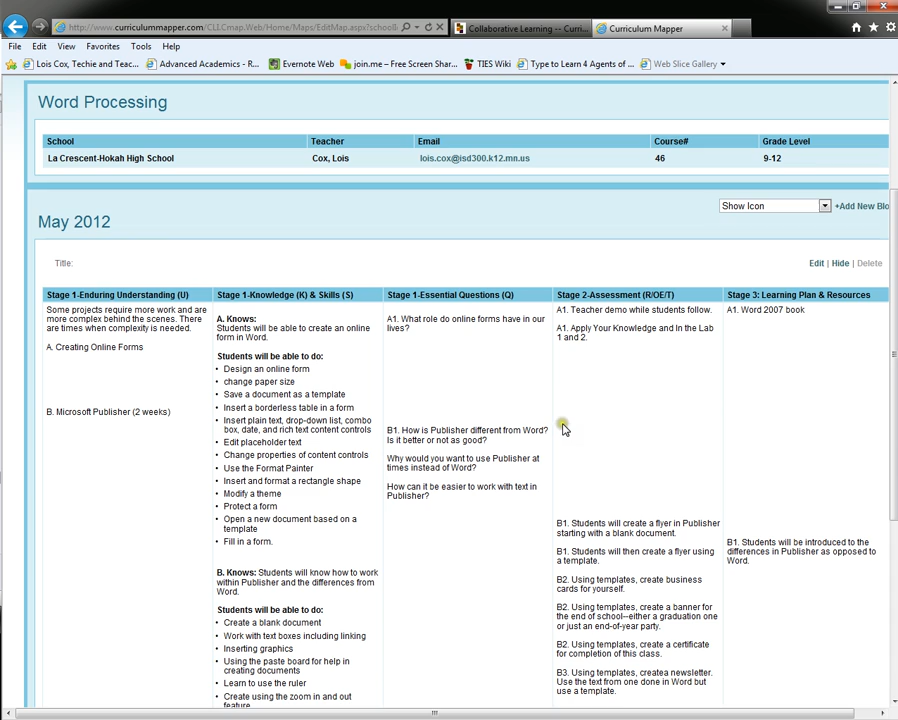 http://www.curriculummapper.com/CLI.Cmap.Web/Home/Maps/EditMap.aspx?schoolI
Collaborative Learning -- Curri...
Curriculum Mapper
File Edit View Favorites Tools Help
Lois Cox, Techie and Teac...
Advanced Academics - R...
Evernote Web
join.me – Free Screen Shar...
TIES Wiki
Type to Learn 4 Agents of ...
Web Slice Gallery
Word Processing
School Teacher Email Course# Grade Level
La Crescent-Hokah High School Cox, Lois lois.cox@isd300.k12.mn.us 46 9-12
Show Icon
+Add New Blo
May 2012
Title:
Edit | Hide | Delete
Stage 1-Enduring Understanding (U)
Some projects require more work and are
more complex behind the scenes. There
are times when complexity is needed.
A. Creating Online Forms
B. Microsoft Publisher (2 weeks)
Stage 1-Knowledge (K) & Skills (S)
A. Knows:
Students will be able to create an online
form in Word.
Students will be able to do:
• Design an online form
• change paper size
• Save a document as a template
• Insert a borderless table in a form
• Insert plain text, drop-down list, combo
box, date, and rich text content controls
• Edit placeholder text
• Change properties of content controls
• Use the Format Painter
• Insert and format a rectangle shape
• Modify a theme
• Protect a form
• Open a new document based on a
template
• Fill in a form.
B. Knows: Students will know how to work
within Publisher and the differences from
Word.
Students will be able to do:
• Create a blank document
• Work with text boxes including linking
• Inserting graphics
• Using the paste board for help in
creating documents
• Learn to use the ruler
• Create using the zoom in and out
feature
Stage 1-Essential Questions (Q)
A1. What role do online forms have in our
lives?
B1. How is Publisher different from Word?
Is it better or not as good?
Why would you want to use Publisher at
times instead of Word?
How can it be easier to work with text in
Publisher?
Stage 2-Assessment (R/OE/T)
A1. Teacher demo while students follow.
A1. Apply Your Knowledge and In the Lab
1 and 2.
B1. Students will create a flyer in Publisher
starting with a blank document.
B1. Students will then create a flyer using
a template.
B2. Using templates, create business
cards for yourself.
B2. Using templates, create a banner for
the end of school--either a graduation one
or just an end-of-year party.
B2. Using templates, create a certificate
for completion of this class.
B3. Using templates, createa newsletter.
Use the text from one done in Word but
use a template.
Stage 3: Learning Plan & Resources
A1. Word 2007 book
B1. Students will be introduced to the
differences in Publisher as opposed to
Word.